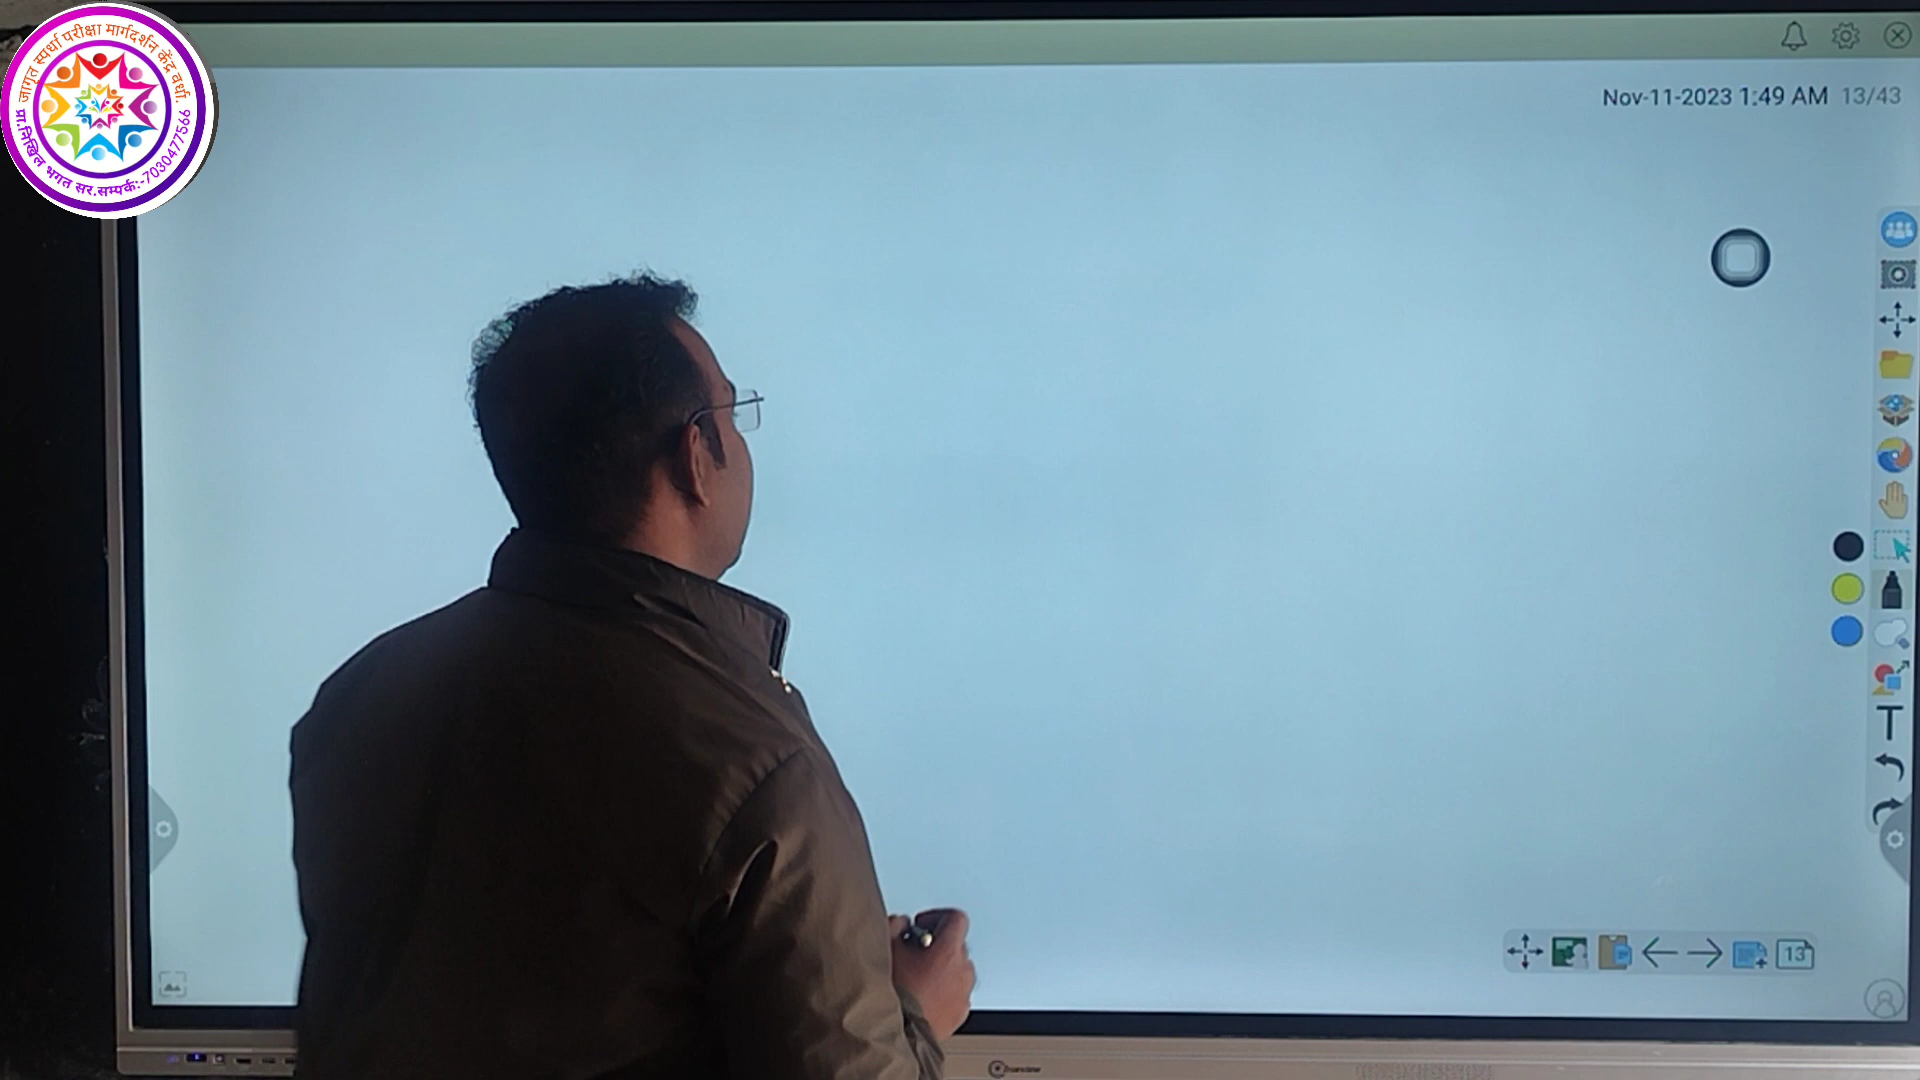 जागृत स्पर्धा परीक्षा मार्गदर्शन केंद्र वर्धा.
प्रा.निखिल भगत सर.सम्पर्क:-7030477566
Nov-11-2023 1:49 AM 13/43
T
13